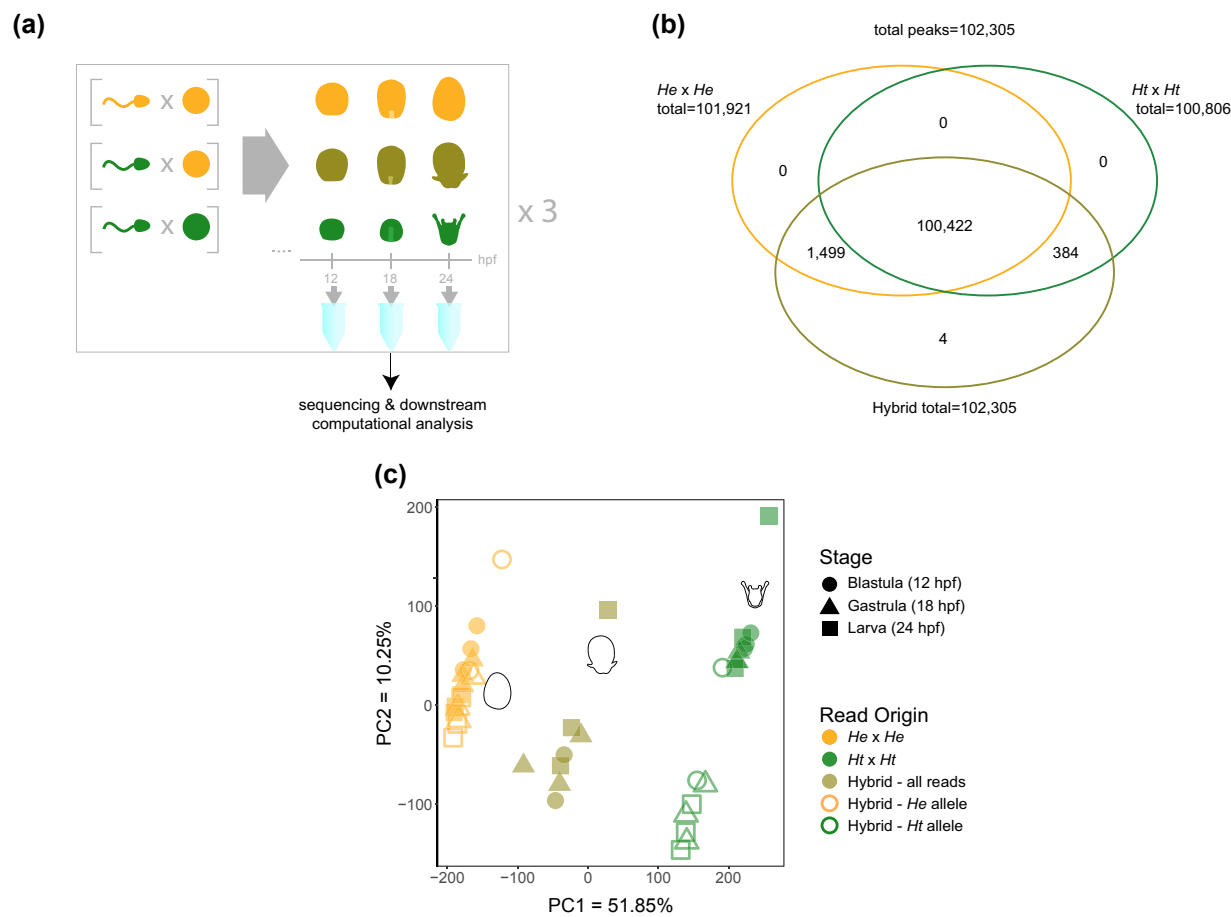 (a)
X
X
X
x 3
....
hpf
12
18
24
sequencing & downstream
computational analysis
(b)
total peaks=102,305
He x He
total=101,921
Ht x Ht
total=100,806
0
0
0
100,422
1,499
384
4
Hybrid total=102,305
(c)
200
100
0
−100
PC2 = 10.25%
−200
−100
0
100
200
PC1 = 51.85%
Stage
Blastula (12 hpf)
Gastrula (18 hpf)
Larva (24 hpf)
Read Origin
He x He
Ht x Ht
Hybrid - all reads
Hybrid - He allele
Hybrid - Ht allele